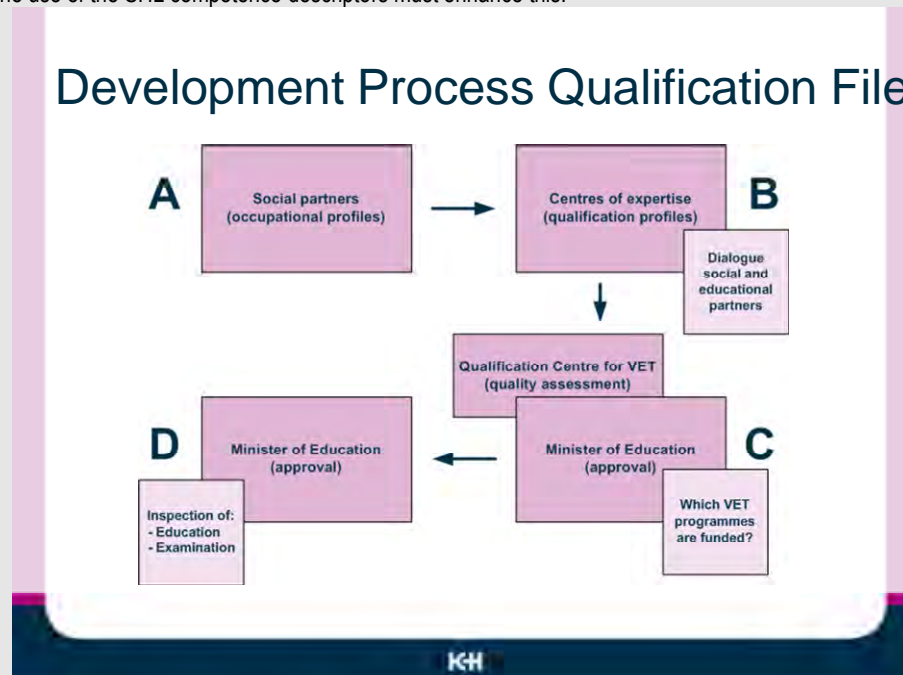 Development Process Qualification File
A
Social partners
(occupational profiles)
Centres of expertise
(qualification profiles)
B
Dialogue
social and
educational
partners
Qualification Centre for VET
(quality assessment)
D
Minister of Education
(approval)
Minister of Education
(approval)
C
Inspection of:
- Education
- Examination
Which VET
programmes
are funded?